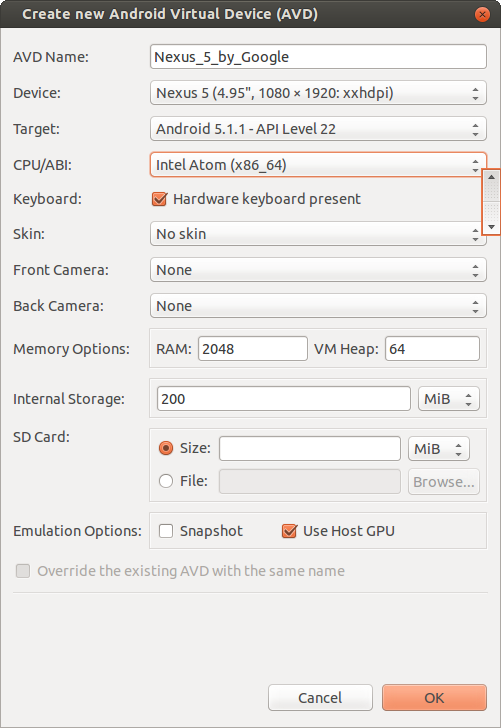 Create new Android Virtual Device (AVD)
AVD Name: Nexus_5_by_Google
Device: Nexus 5 (4.95", 1080 × 1920: xxhdpi)
Target: Android 5.1.1 - API Level 22
CPU/ABI: Intel Atom (x86_64)
Keyboard: Hardware keyboard present
Skin: No skin
Front Camera: None
Back Camera: None
Memory Options: RAM: 2048 VM Heap: 64
Internal Storage: 200 MiB
SD Card:
Size: MiB
File: Browse...
Emulation Options: Snapshot Use Host GPU
Override the existing AVD with the same name
Cancel OK